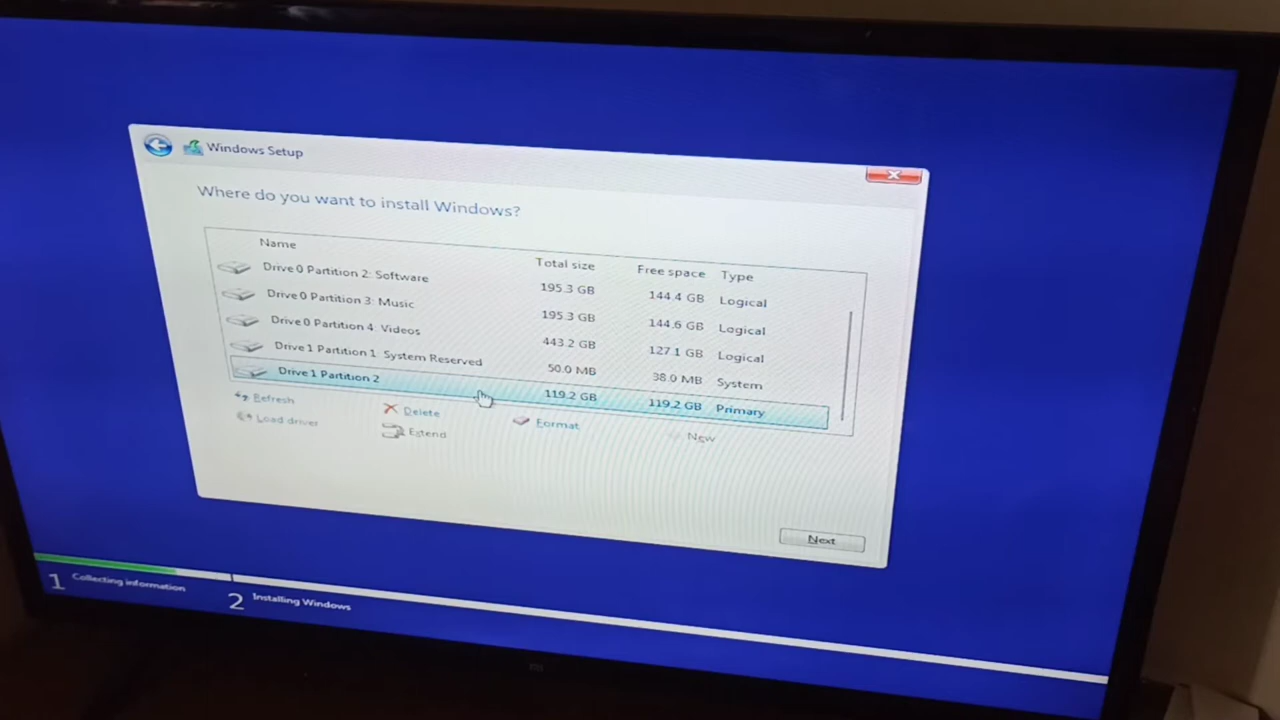 Windows Setup
Where do you want to install Windows?
Name Total size Free space Type
Drive 0 Partition 2: Software 195.3 GB 144.4 GB Logical
Drive 0 Partition 3: Music 195.3 GB 144.6 GB Logical
Drive 0 Partition 4: Videos 443.2 GB 127.1 GB Logical
Drive 1 Partition 1: System Reserved 50.0 MB 38.0 MB System
Drive 1 Partition 2 119.2 GB 119.2 GB Primary
Refresh Delete Format New
Load driver Extend
Next
1 Collecting information 2 Installing Windows
mi